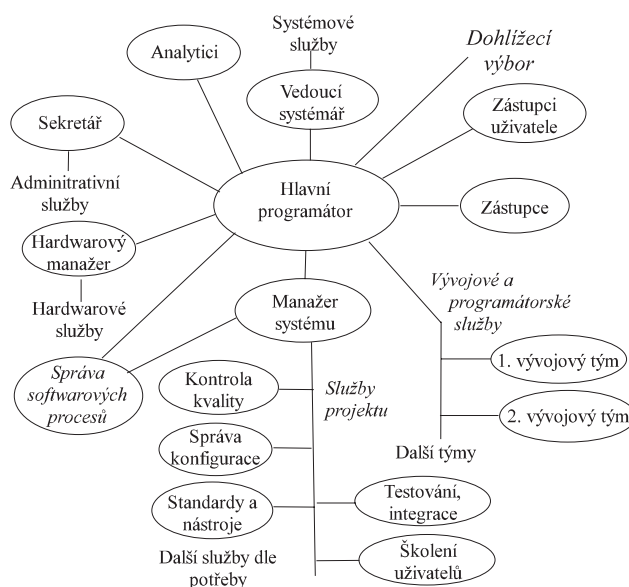 Systémové
služby
Analytici
Dohlížecí
výbor
Vedoucí
systémář
Zástupci
uživatele
Sekretář
Adminitrativní
služby
Hlavní
programátor
Zástupce
Hardwarový
manažer
Hardwarové
služby
Manažer
systému
Vývojové a
programátorské
služby
Správa
softwarových
procesů
Kontrola
kvality
Služby
projektu
1. vývojový tým
2. vývojový tým
Další týmy
Správa
konfigurace
Standardy a
nástroje
Testování,
integrace
Další služby dle
potřeby
Školení
uživatelů